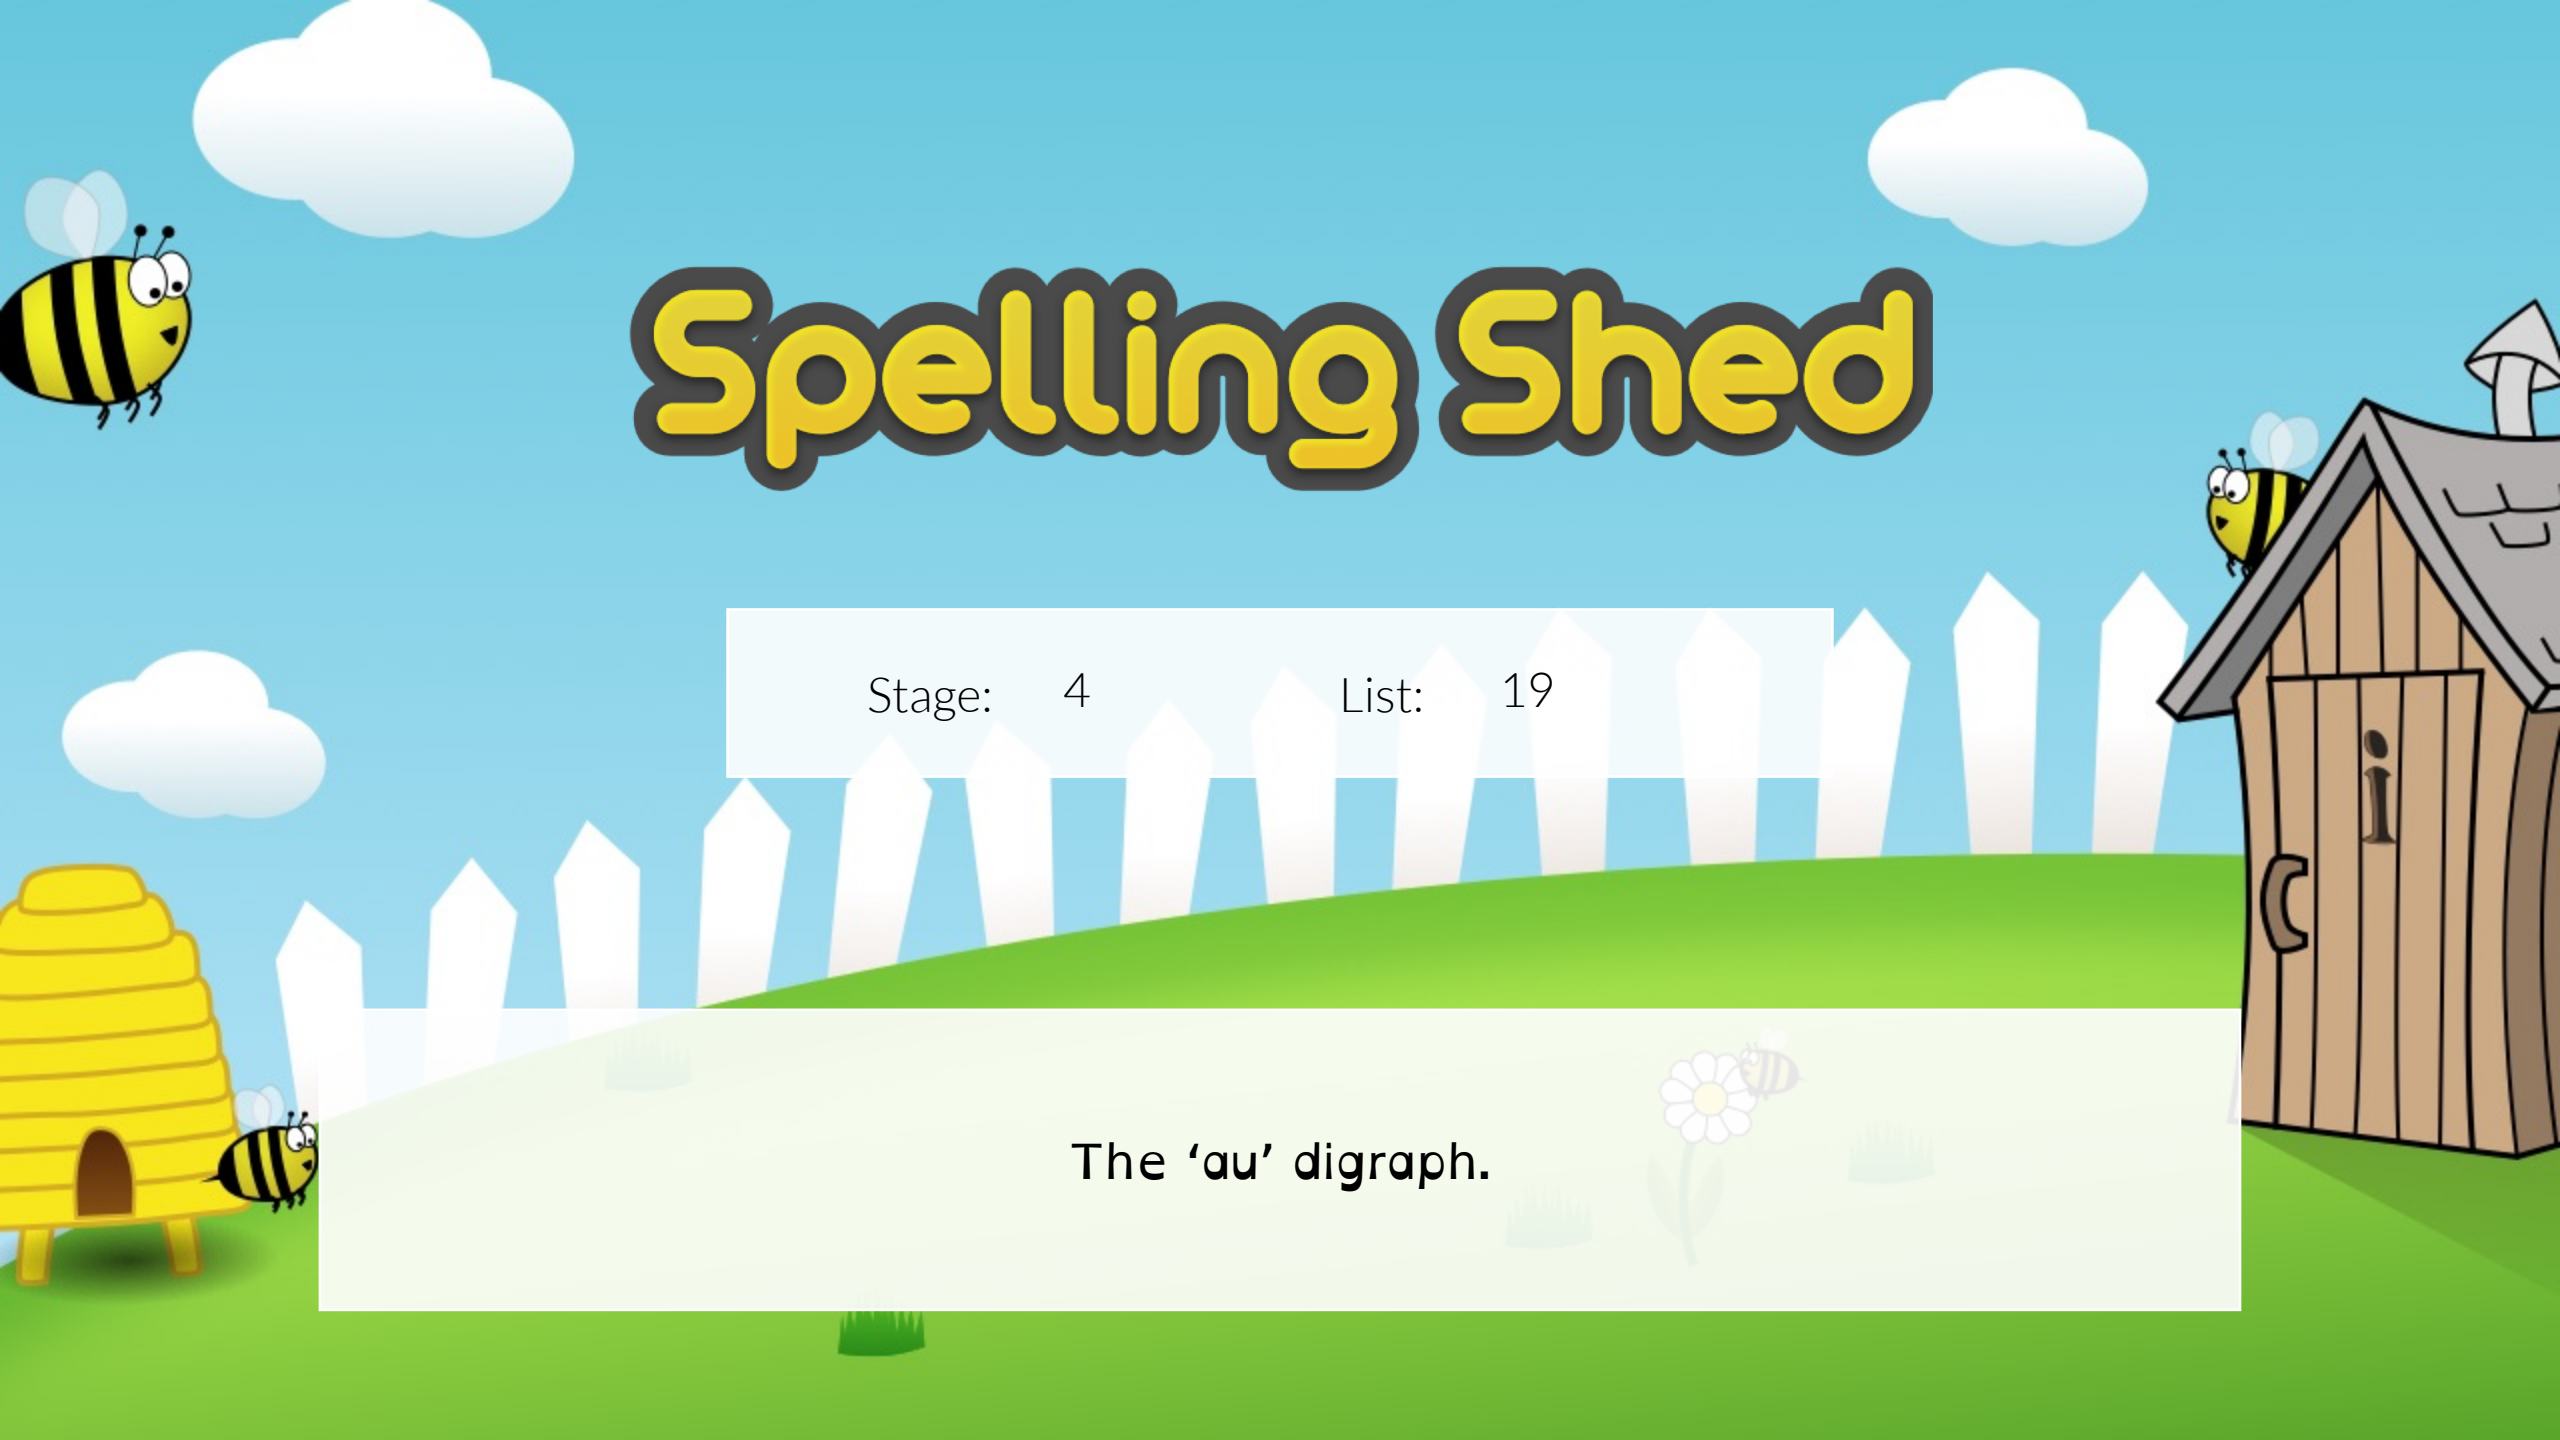 Spelling Shed
Stage: 4 List: 19
i
The ‘au’ digraph.